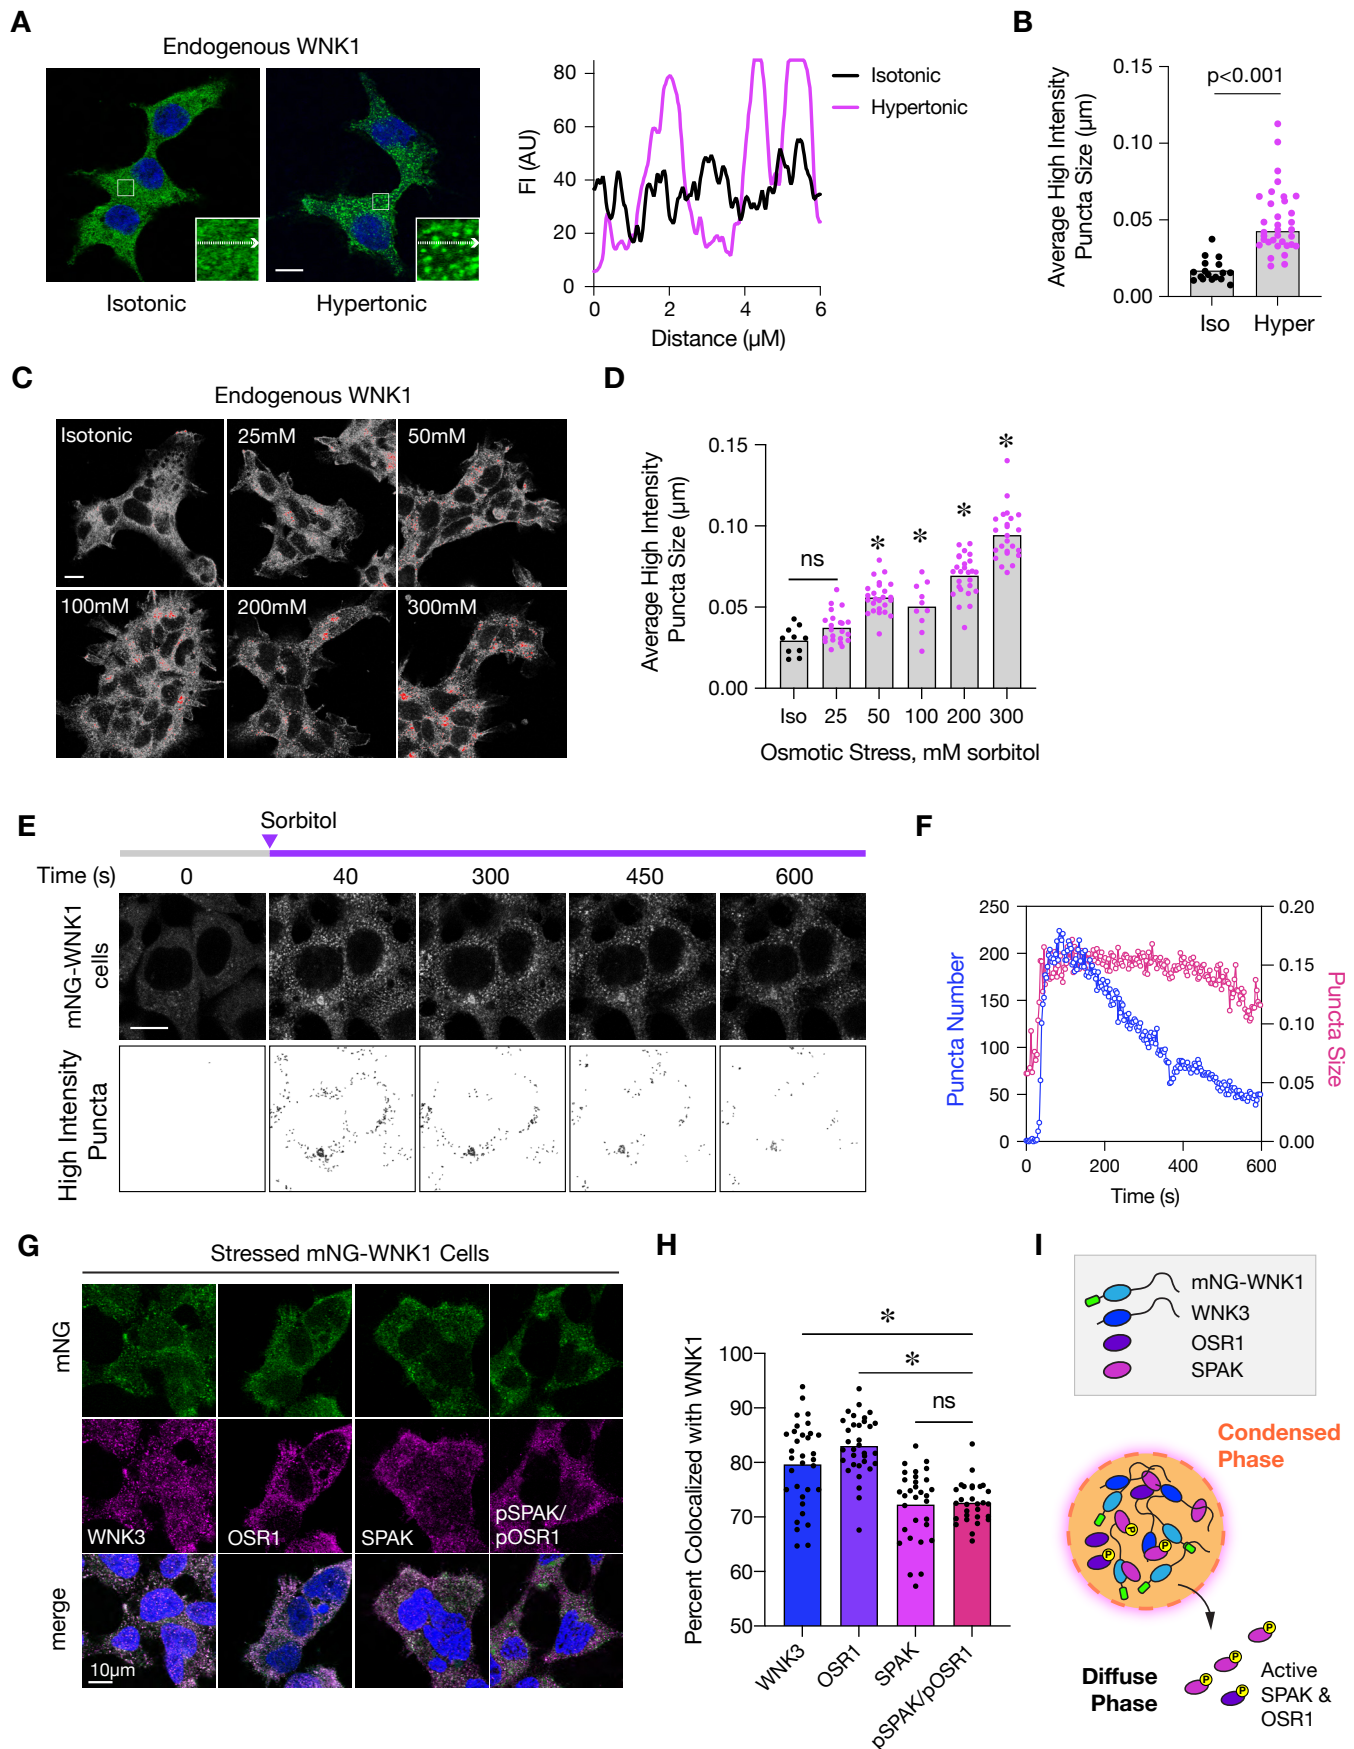 A
Endogenous WNK1
Isotonic
Hypertonic
FI (AU)
80
60
40
20
0
0 2 4 6
Distance (µM)
Isotonic
Hypertonic
B
Average High Intensity
Puncta Size (µm)
0.15
0.10
0.05
0.00
p<0.001
Iso Hyper
C
Endogenous WNK1
Isotonic
25mM
50mM
100mM
200mM
300mM
D
Average High Intensity
Puncta Size (µm)
0.15
0.10
0.05
0.00
ns
*
*
*
*
Iso 25 50 100 200 300
Osmotic Stress, mM sorbitol
E
Sorbitol
Time (s) 0 40 300 450 600
mNG-WNK1
cells
High Intensity
Puncta
F
Puncta Number
250
200
150
100
50
0
0.20
0.15
0.10
0.05
0.00
Puncta Size
0 200 400 600
Time (s)
G
Stressed mNG-WNK1 Cells
mNG
WNK3
OSR1
SPAK
pSPAK/
pOSR1
merge
10µm
H
Percent Colocalized with WNK1
100
90
80
70
60
50
*
*
ns
WNK3
OSR1
SPAK
pSPAK/pOSR1
I
mNG-WNK1
WNK3
OSR1
SPAK
Condensed
Phase
P
P
P
P
P
P
P
Diffuse
Phase
Active
SPAK &
OSR1